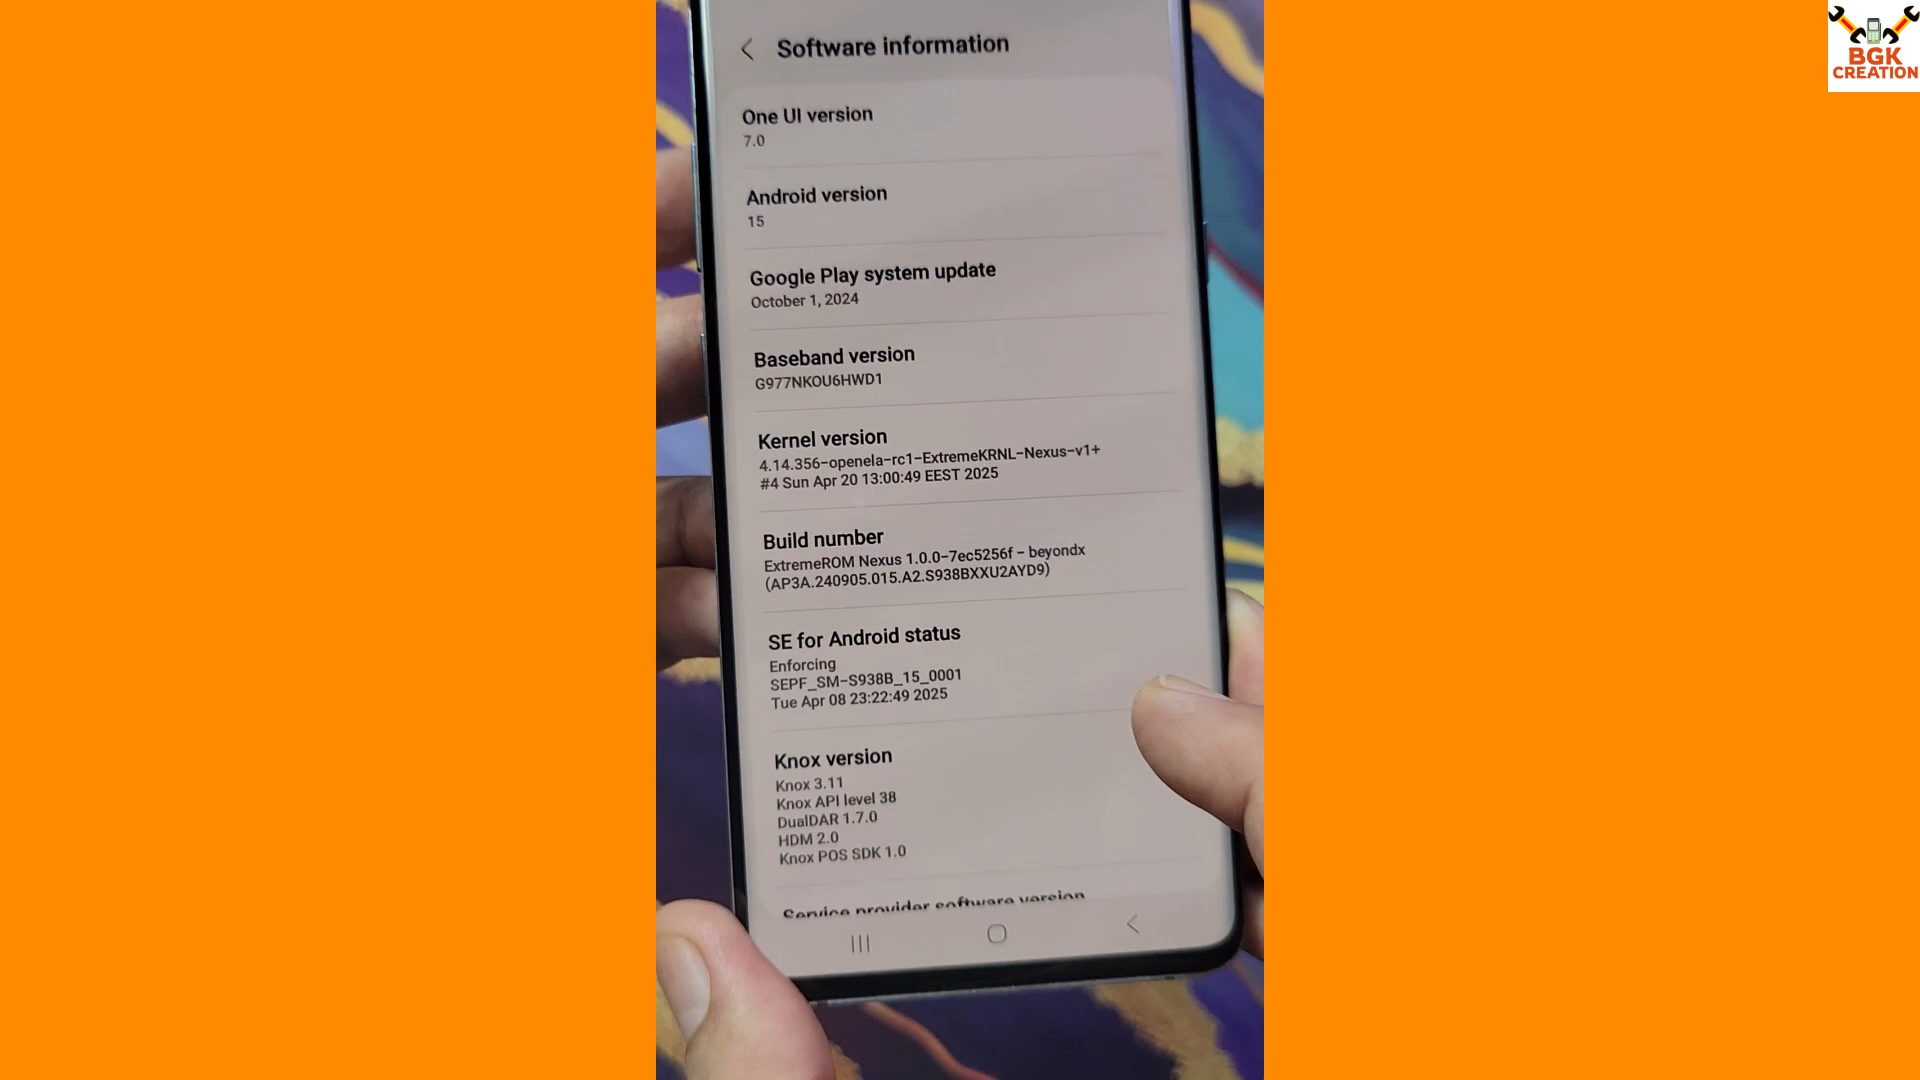 Software information
One UI version
7.0
Android version
15
Google Play system update
October 1, 2024
Baseband version
G977NKOU6HWD1
Kernel version
4.14.356-openela-rc1-ExtremeKRNL-Nexus-v1+
#4 Sun Apr 20 13:00:49 EEST 2025
Build number
ExtremeROM Nexus 1.0.0-7ec5256f - beyondx
(AP3A.240905.015.A2.S938BXXU2AYD9)
SE for Android status
Enforcing
SEPF_SM-S938B_15_0001
Tue Apr 08 23:22:49 2025
Knox version
Knox 3.11
Knox API level 38
DualDAR 1.7.0
HDM 2.0
Knox POS SDK 1.0
Service provider software version
BGK
CREATION